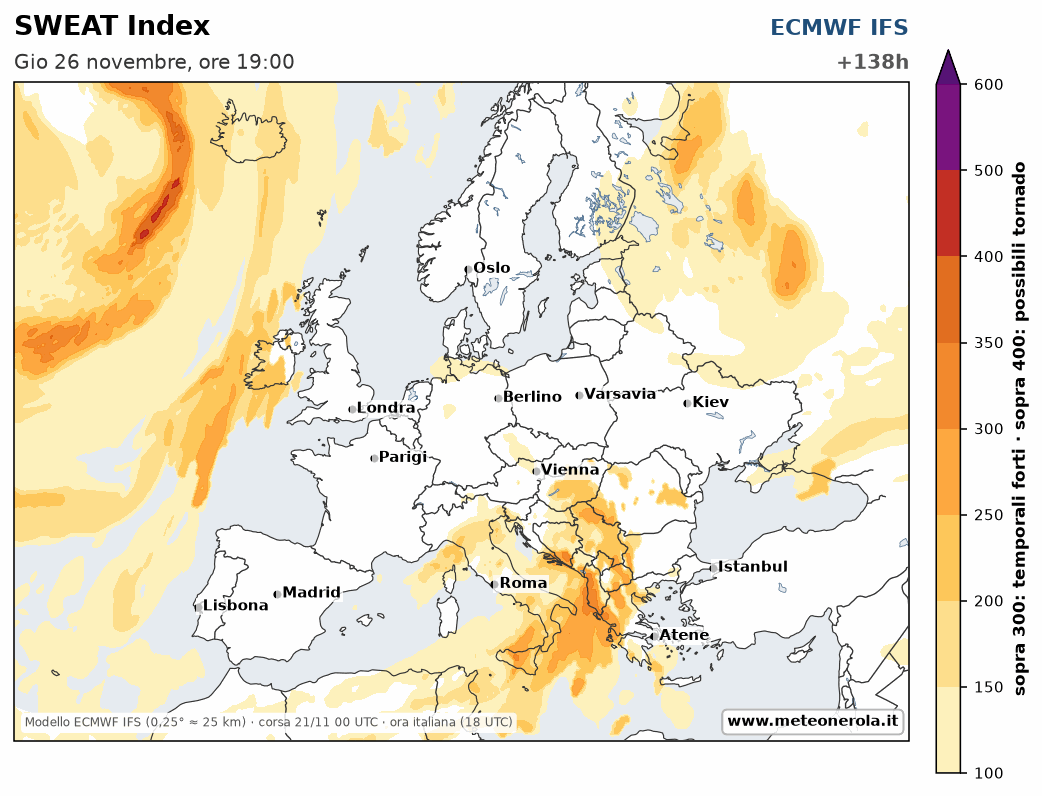 SWEAT Index
ECMWF IFS
Gio 26 novembre, ore 19:00
+138h
Oslo
Berlino
Varsavia
Kiev
Londra
Parigi
Vienna
Istanbul
Roma
Madrid
Lisbona
Atene
Modello ECMWF IFS (0,25° ≈ 25 km) · corsa 21/11 00 UTC · ora italiana (18 UTC)
www.meteonerola.it
600
500
400
350
300
250
200
150
100
sopra 300: temporali forti · sopra 400: possibili tornado